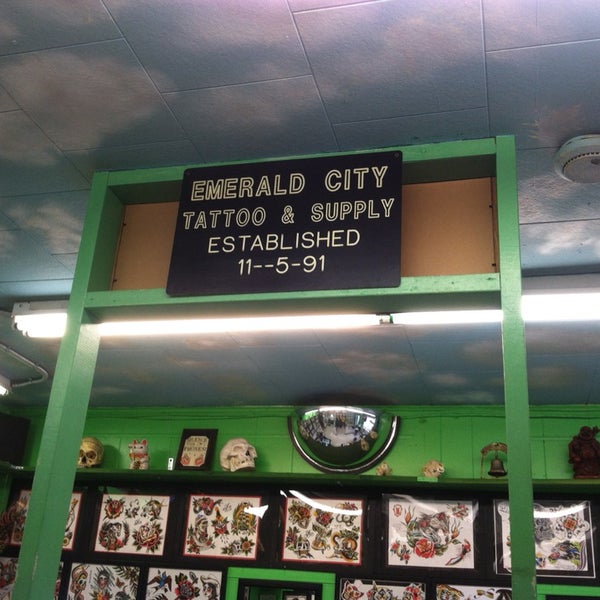 EMERALD CITY
TATTOO & SUPPLY
ESTABLISHED
11--5-91